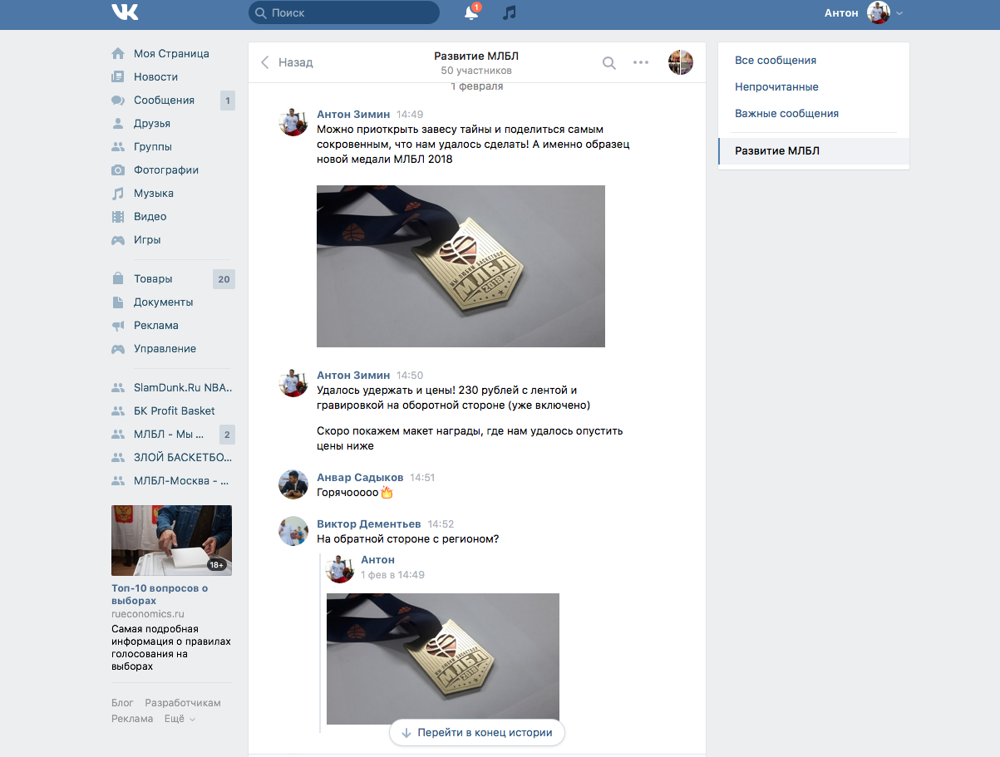 Поиск
1
Антон
Моя Страница
Новости
Сообщения
1
Друзья
Группы
Фотографии
Музыка
Видео
Игры
Товары
20
Документы
Реклама
Управление
SlamDunk.Ru NBA..
БК Profit Basket
МЛБЛ - Мы ...
2
ЗЛОЙ БАСКЕТБО...
МЛБЛ-Москва - ...
18+
Топ-10 вопросов о
выборах
rueconomics.ru
Самая подробная
информация о правилах
голосования на
выборах
Блог Разработчикам
Реклама Ещё
Назад
Развитие МЛБЛ
50 участников
1 февраля
Антон Зимин 14:49
Можно приоткрыть завесу тайны и поделиться самым
сокровенным, что нам удалось сделать! А именно образец
новой медали МЛБЛ 2018
МЫ ЛЮБИМ БАСКЕТБОЛ
МЛБЛ
2018
Антон Зимин 14:50
Удалось удержать и цены! 230 рублей с лентой и
гравировкой на оборотной стороне (уже включено)
Скоро покажем макет награды, где нам удалось опустить
цены ниже
Анвар Садыков 14:51
Горячооооо🔥
Виктор Дементьев 14:52
На обратной стороне с регионом?
Антон
1 фев в 14:49
МЫ ЛЮБИМ БАСКЕТБОЛ
МЛБЛ
2018
Перейти в конец истории
Все сообщения
Непрочитанные
Важные сообщения
Развитие МЛБЛ